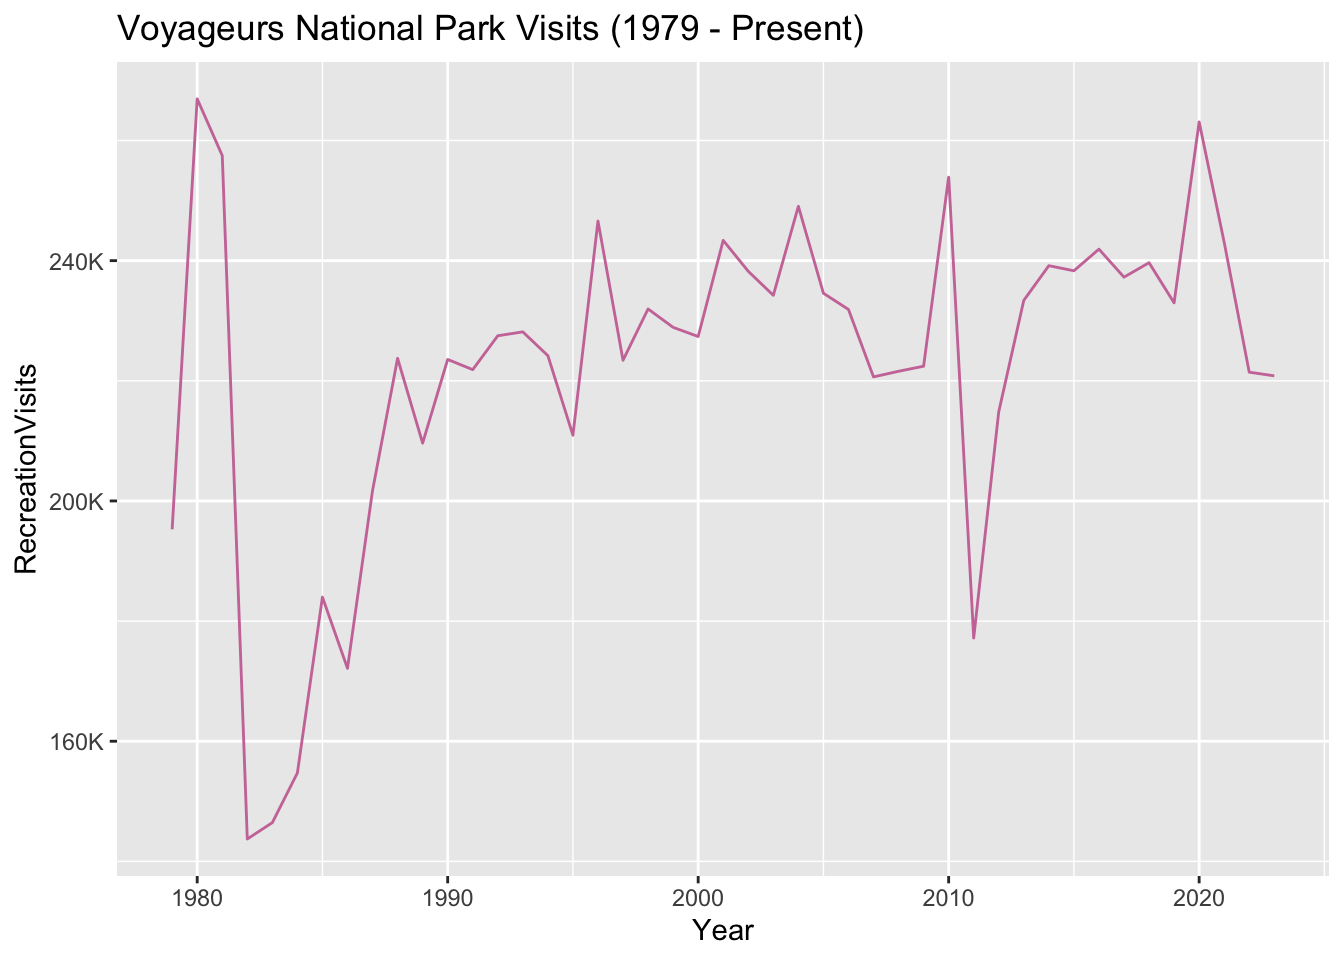 Voyageurs National Park Visits (1979 - Present)
RecreationVisits
240K
200K
160K
1980 1990 2000 2010 2020
Year